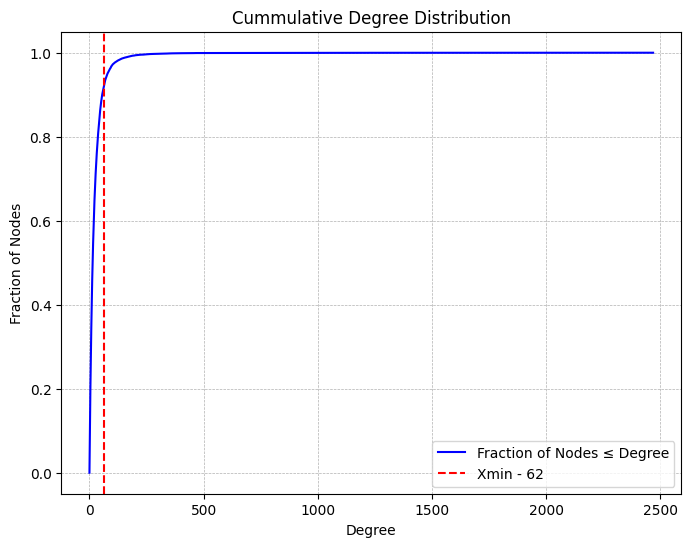 Cummulative Degree Distribution
Fraction of Nodes
1.0
0.8
0.6
0.4
0.2
0.0
Fraction of Nodes ≤ Degree
Xmin - 62
0 500 1000 1500 2000 2500
Degree